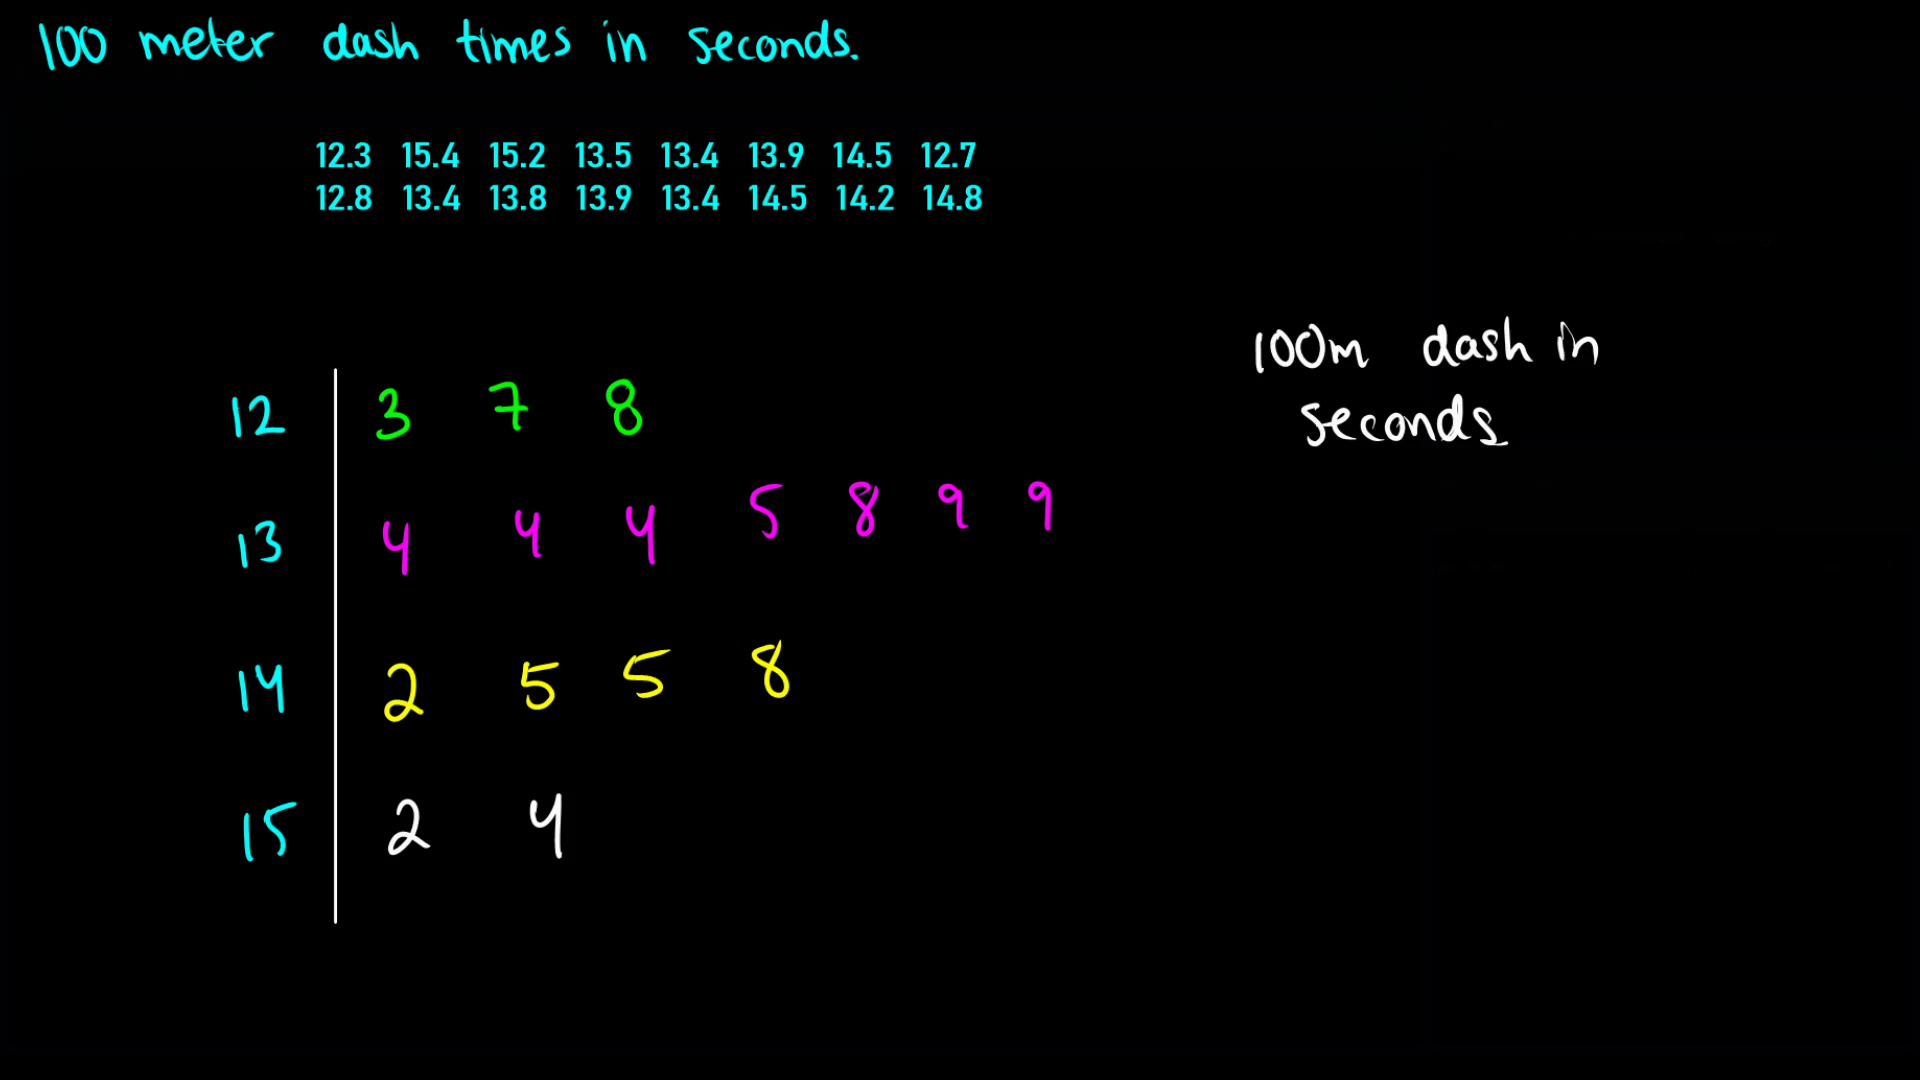 100 meter dash times in seconds.
12.3 15.4 15.2 13.5 13.4 13.9 14.5 12.7
12.8 13.4 13.8 13.9 13.4 14.5 14.2 14.8
100m dash in
seconds
12 3 7 8
13 4 4 4 5 8 9 9
14 2 5 5 8
15 2 4